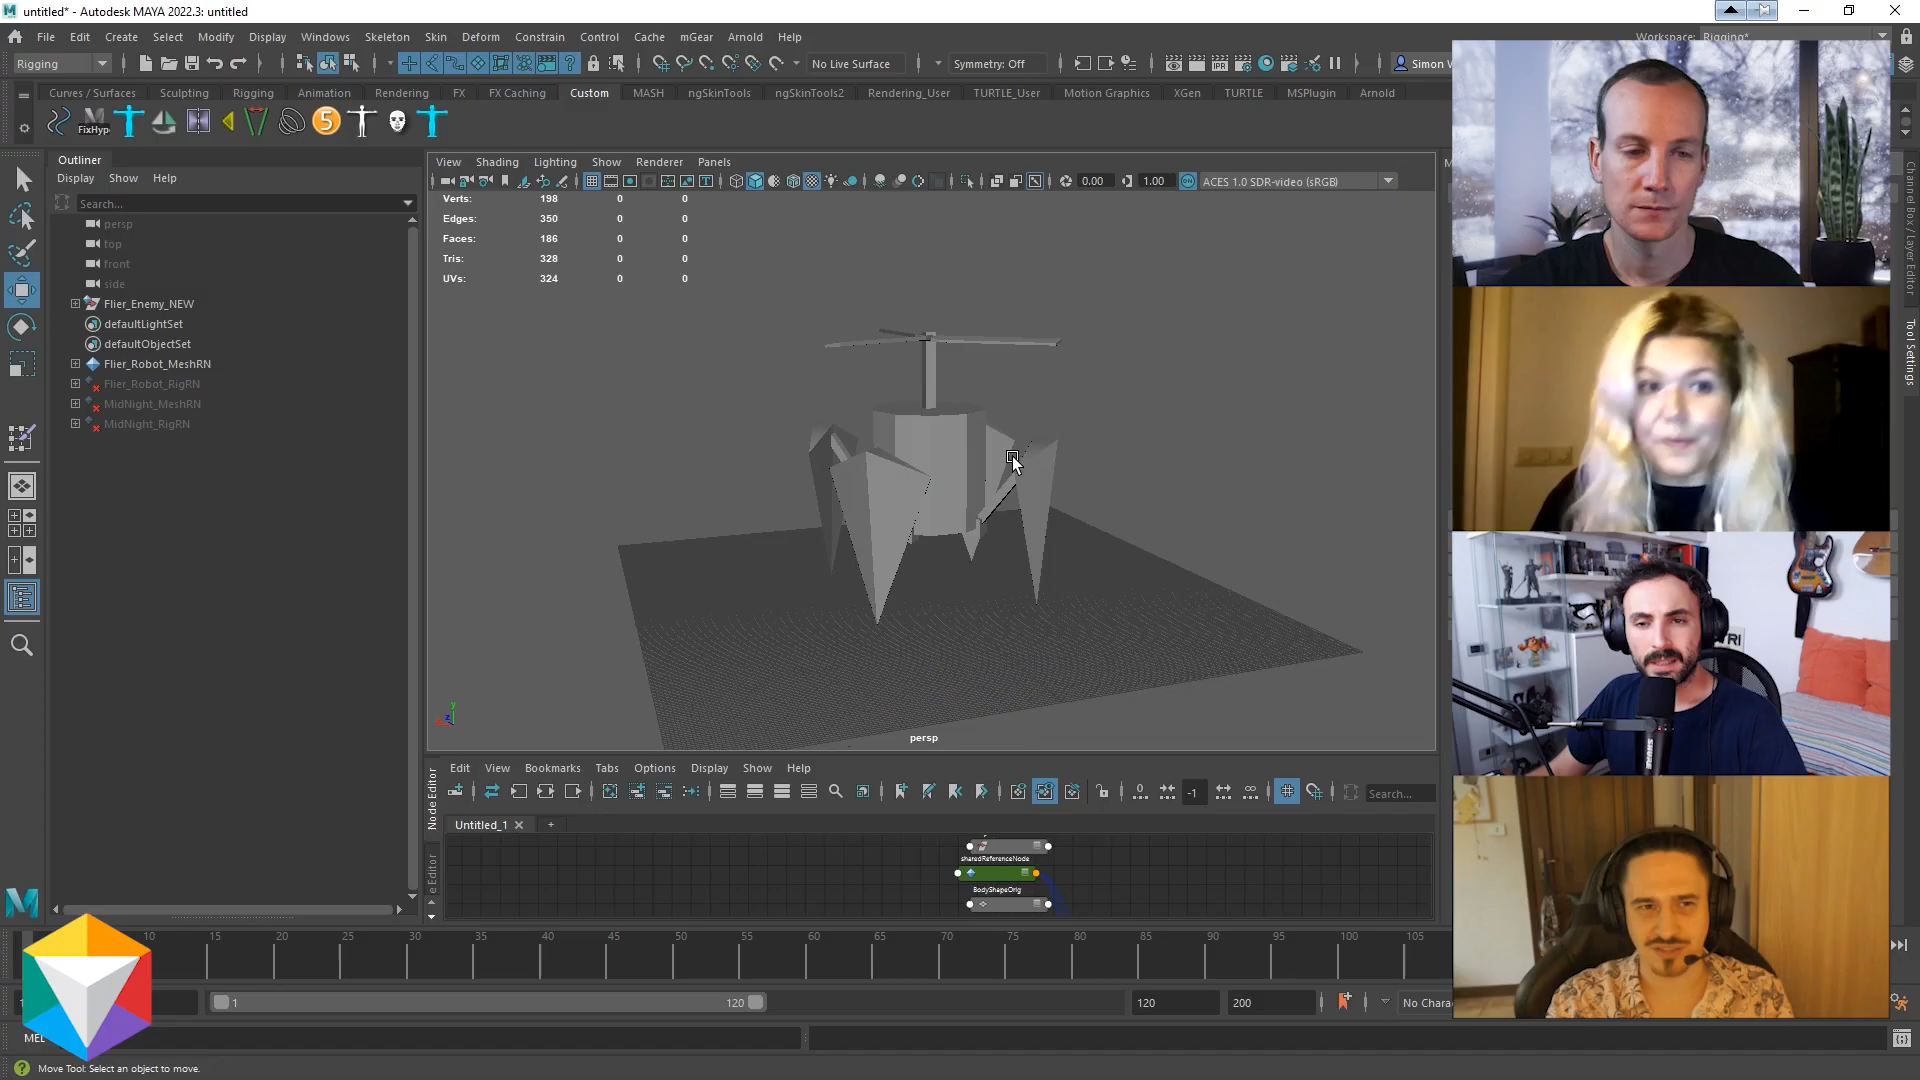 untitled* - Autodesk MAYA 2022.3: untitled
File Edit Create Select Modify Display Windows Skeleton Skin Deform Constrain Control Cache mGear Arnold Help
Workspace: Rigging*
Rigging
No Live Surface
Symmetry: Off
Simon
Curves / Surfaces Sculpting Rigging Animation Rendering FX FX Caching Custom MASH ngSkinTools ngSkinTools2 Rendering_User TURTLE_User Motion Graphics XGen TURTLE MSPlugin Arnold
FixHyp
5
Outliner
Display Show Help
Search...
persp
top
front
side
Flier_Enemy_NEW
defaultLightSet
defaultObjectSet
Flier_Robot_MeshRN
Flier_Robot_RigRN
MidNight_MeshRN
MidNight_RigRN
View Shading Lighting Show Renderer Panels
0.00 1.00 ACES 1.0 SDR-video (sRGB)
Verts: 198 0 0
Edges: 350 0 0
Faces: 186 0 0
Tris: 328 0 0
UVs: 324 0 0
persp
Channel Box / Layer Editor
Tool Settings
Node Editor
Edit View Bookmarks Tabs Options Display Show Help
-1
Search...
Untitled_1
+
sharedReferenceNode
BodyShapeOrig
10 15 20 25 30 35 40 45 50 55 60 65 70 75 80 85 90 95 100 105
1 120 120 200 No Chara
MEL
Move Tool: Select an object to move.